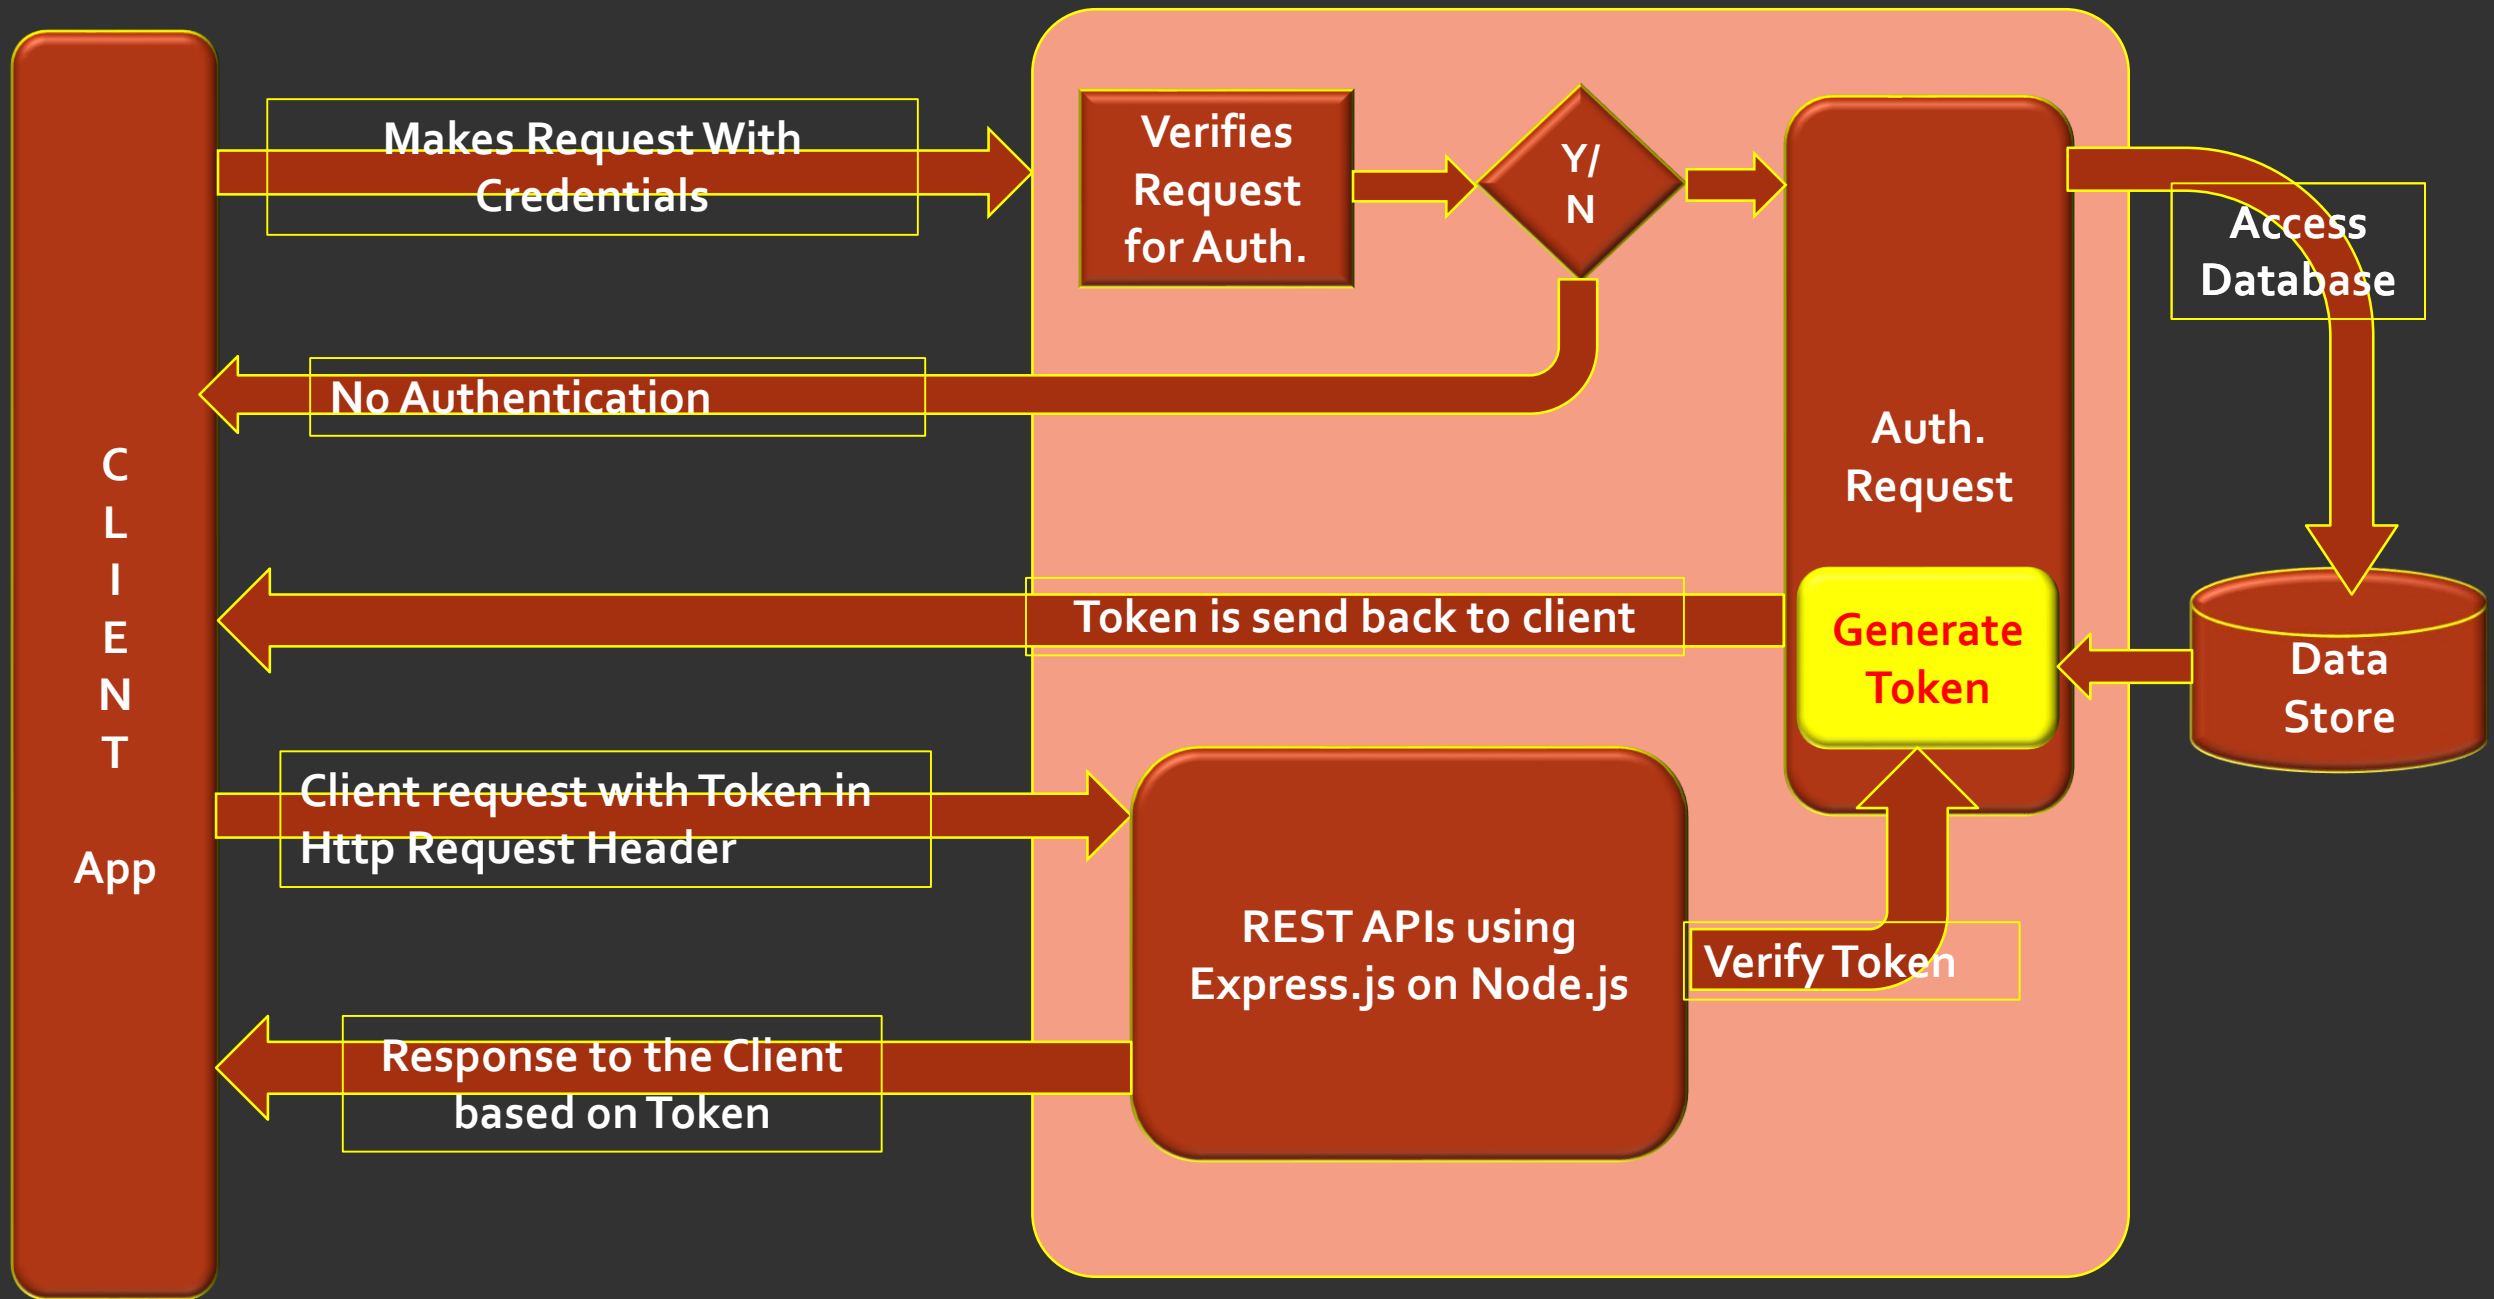 C
L
I
E
N
T
App
Makes Request With
Credentials
Verifies
Request
for Auth.
Y/
N
Access
Database
No Authentication
Auth.
Request
Token is send back to client
Generate
Token
Data
Store
Client request with Token in
Http Request Header
REST APIs using
Express.js on Node.js
Verify Token
Response to the Client
based on Token